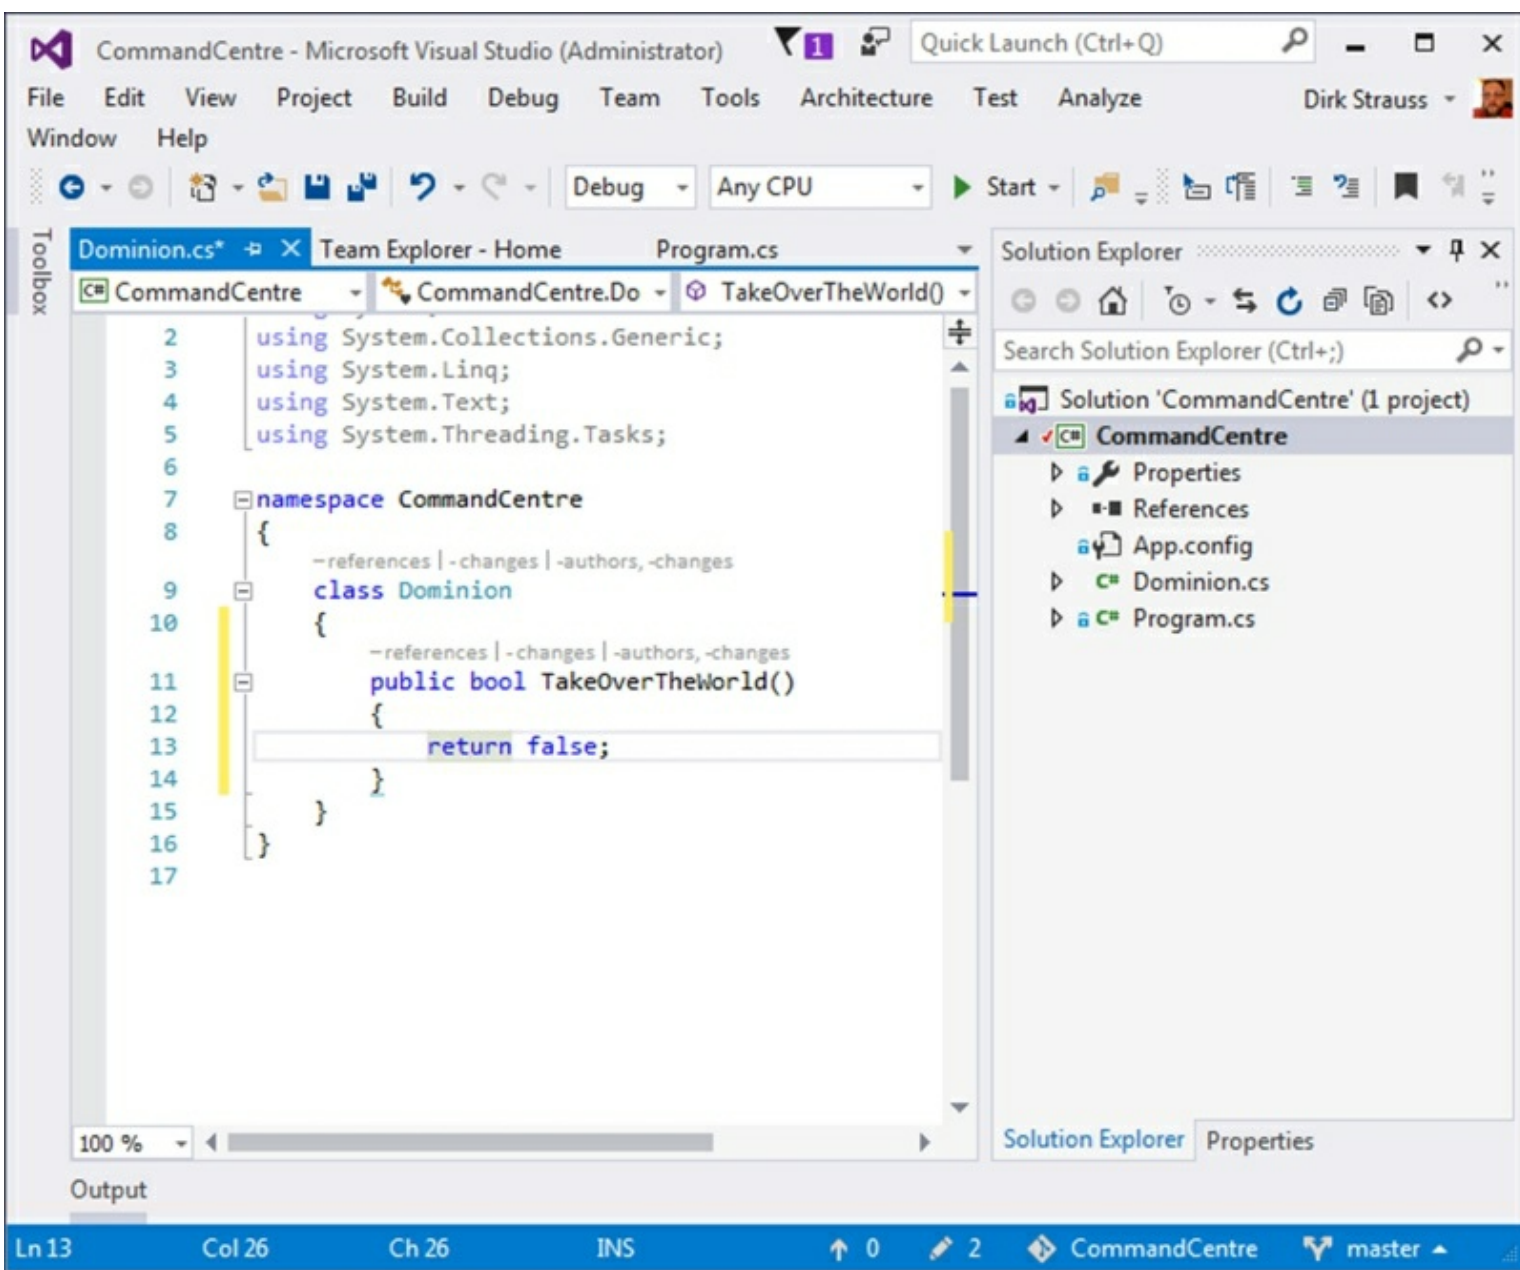 CommandCentre - Microsoft Visual Studio (Administrator) 1 Quick Launch (Ctrl+Q)
File Edit View Project Build Debug Team Tools Architecture Test Analyze Dirk Strauss
Window Help
Debug Any CPU Start
Toolbox
Dominion.cs* Team Explorer - Home Program.cs
C# CommandCentre CommandCentre.Do TakeOverTheWorld()
2 using System.Collections.Generic;
3 using System.Linq;
4 using System.Text;
5 using System.Threading.Tasks;
6
7 namespace CommandCentre
8 {
-references | -changes | -authors, -changes
9 class Dominion
10 {
-references | -changes | -authors, -changes
11 public bool TakeOverTheWorld()
12 {
13 return false;
14 }
15 }
16 }
17
100 %
Output
Solution Explorer
Search Solution Explorer (Ctrl+;)
Solution 'CommandCentre' (1 project)
C# CommandCentre
Properties
References
App.config
C# Dominion.cs
C# Program.cs
Solution Explorer Properties
Ln 13 Col 26 Ch 26 INS 0 2 CommandCentre master